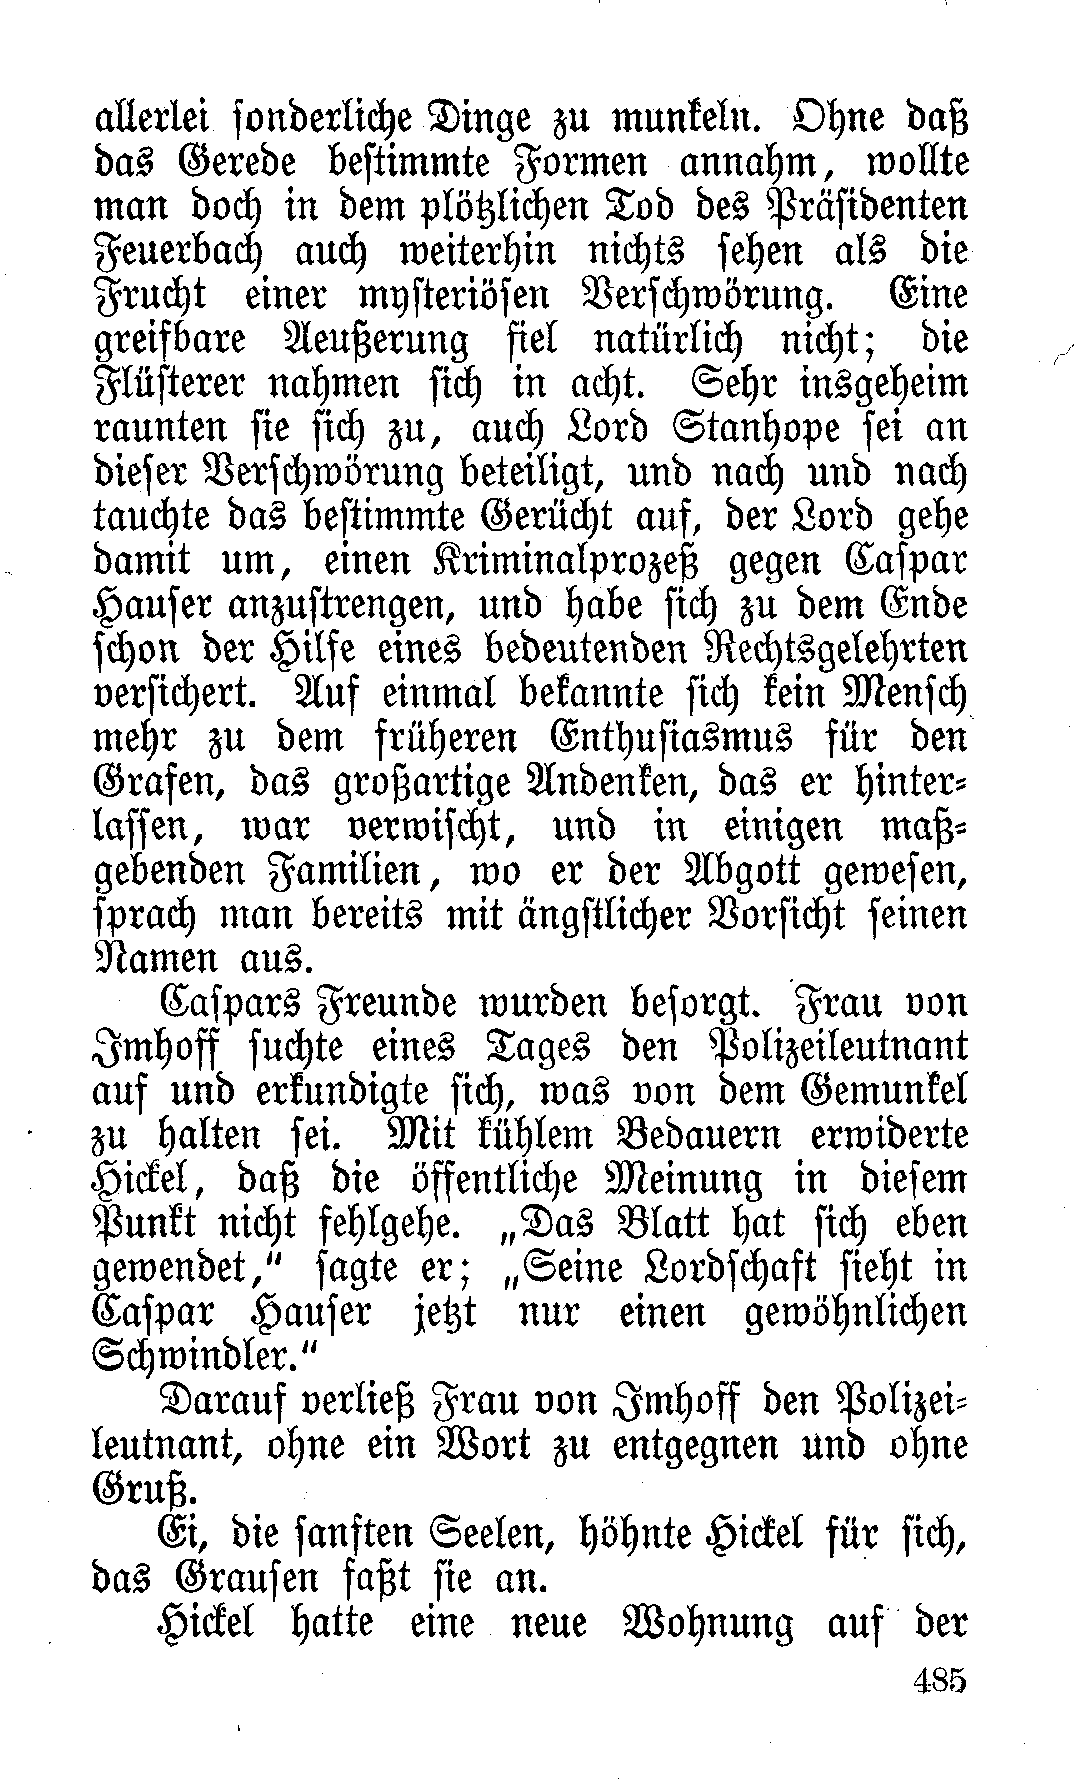 allerlei sonderliche Dinge zu munkeln. Ohne daß
das Gerede bestimmte Formen annahm, wollte
man doch in dem plötzlichen Tod des Präsidenten
Feuerbach auch weiterhin nichts sehen als die
Frucht einer mysteriösen Verschwörung. Eine
greifbare Aeußerung fiel natürlich nicht; die
Flüsterer nahmen sich in acht. Sehr insgeheim
raunten sie sich zu, auch Lord Stanhope sei an
dieser Verschwörung beteiligt, und nach und nach
tauchte das bestimmte Gerücht auf, der Lord gehe
damit um, einen Kriminalprozeß gegen Caspar
Hauser anzustrengen, und habe sich zu dem Ende
schon der Hilfe eines bedeutenden Rechtsgelehrten
versichert. Auf einmal bekannte sich kein Mensch
mehr zu dem früheren Enthusiasmus für den
Grafen, das großartige Andenken, das er hinter-
lassen, war verwischt, und in einigen maß-
gebenden Familien, wo er der Abgott gewesen,
sprach man bereits mit ängstlicher Vorsicht seinen
Namen aus.
Caspars Freunde wurden besorgt. Frau von
Imhoff suchte eines Tages den Polizeileutnant
auf und erkundigte sich, was von dem Gemunkel
zu halten sei. Mit kühlem Bedauern erwiderte
Hickel, daß die öffentliche Meinung in diesem
Punkt nicht fehlgehe. „Das Blatt hat sich eben
gewendet,“ sagte er; „Seine Lordschaft sieht in
Caspar Hauser jetzt nur einen gewöhnlichen
Schwindler.“
Darauf verließ Frau von Imhoff den Polizei-
leutnant, ohne ein Wort zu entgegnen und ohne
Gruß.
Ei, die sanften Seelen, höhnte Hickel für sich,
das Grausen faßt sie an.
Hickel hatte eine neue Wohnung auf der
485